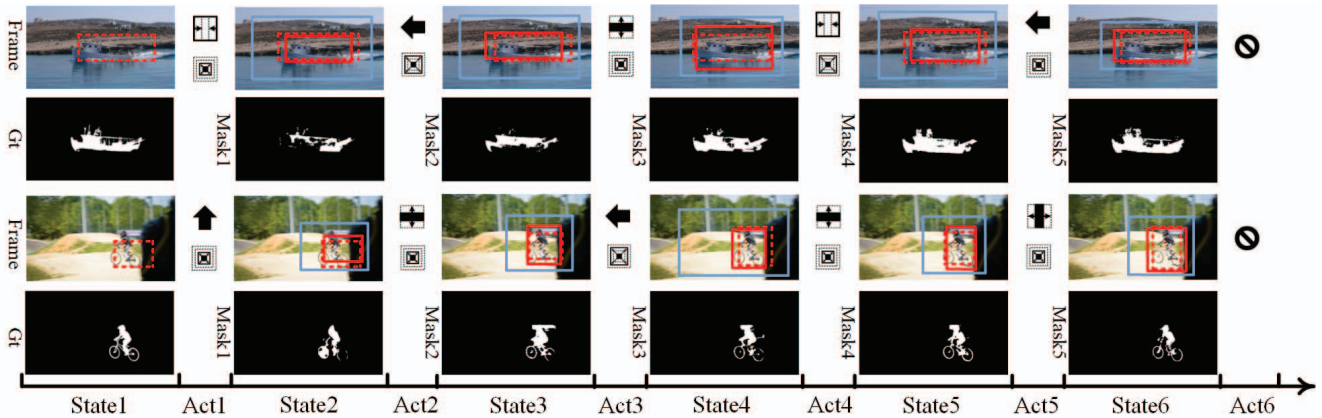 Frame
Gt
Mask1
Mask2
Mask3
Mask4
Mask5
Frame
Gt
Mask1
Mask2
Mask3
Mask4
Mask5
State1 Act1 State2 Act2 State3 Act3 State4 Act4 State5 Act5 State6 Act6